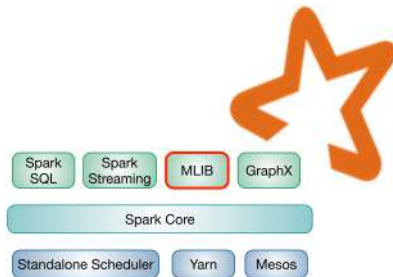 Spark
SQL
Spark
Streaming
MLIB
GraphX
Spark Core
Standalone Scheduler
Yarn
Mesos